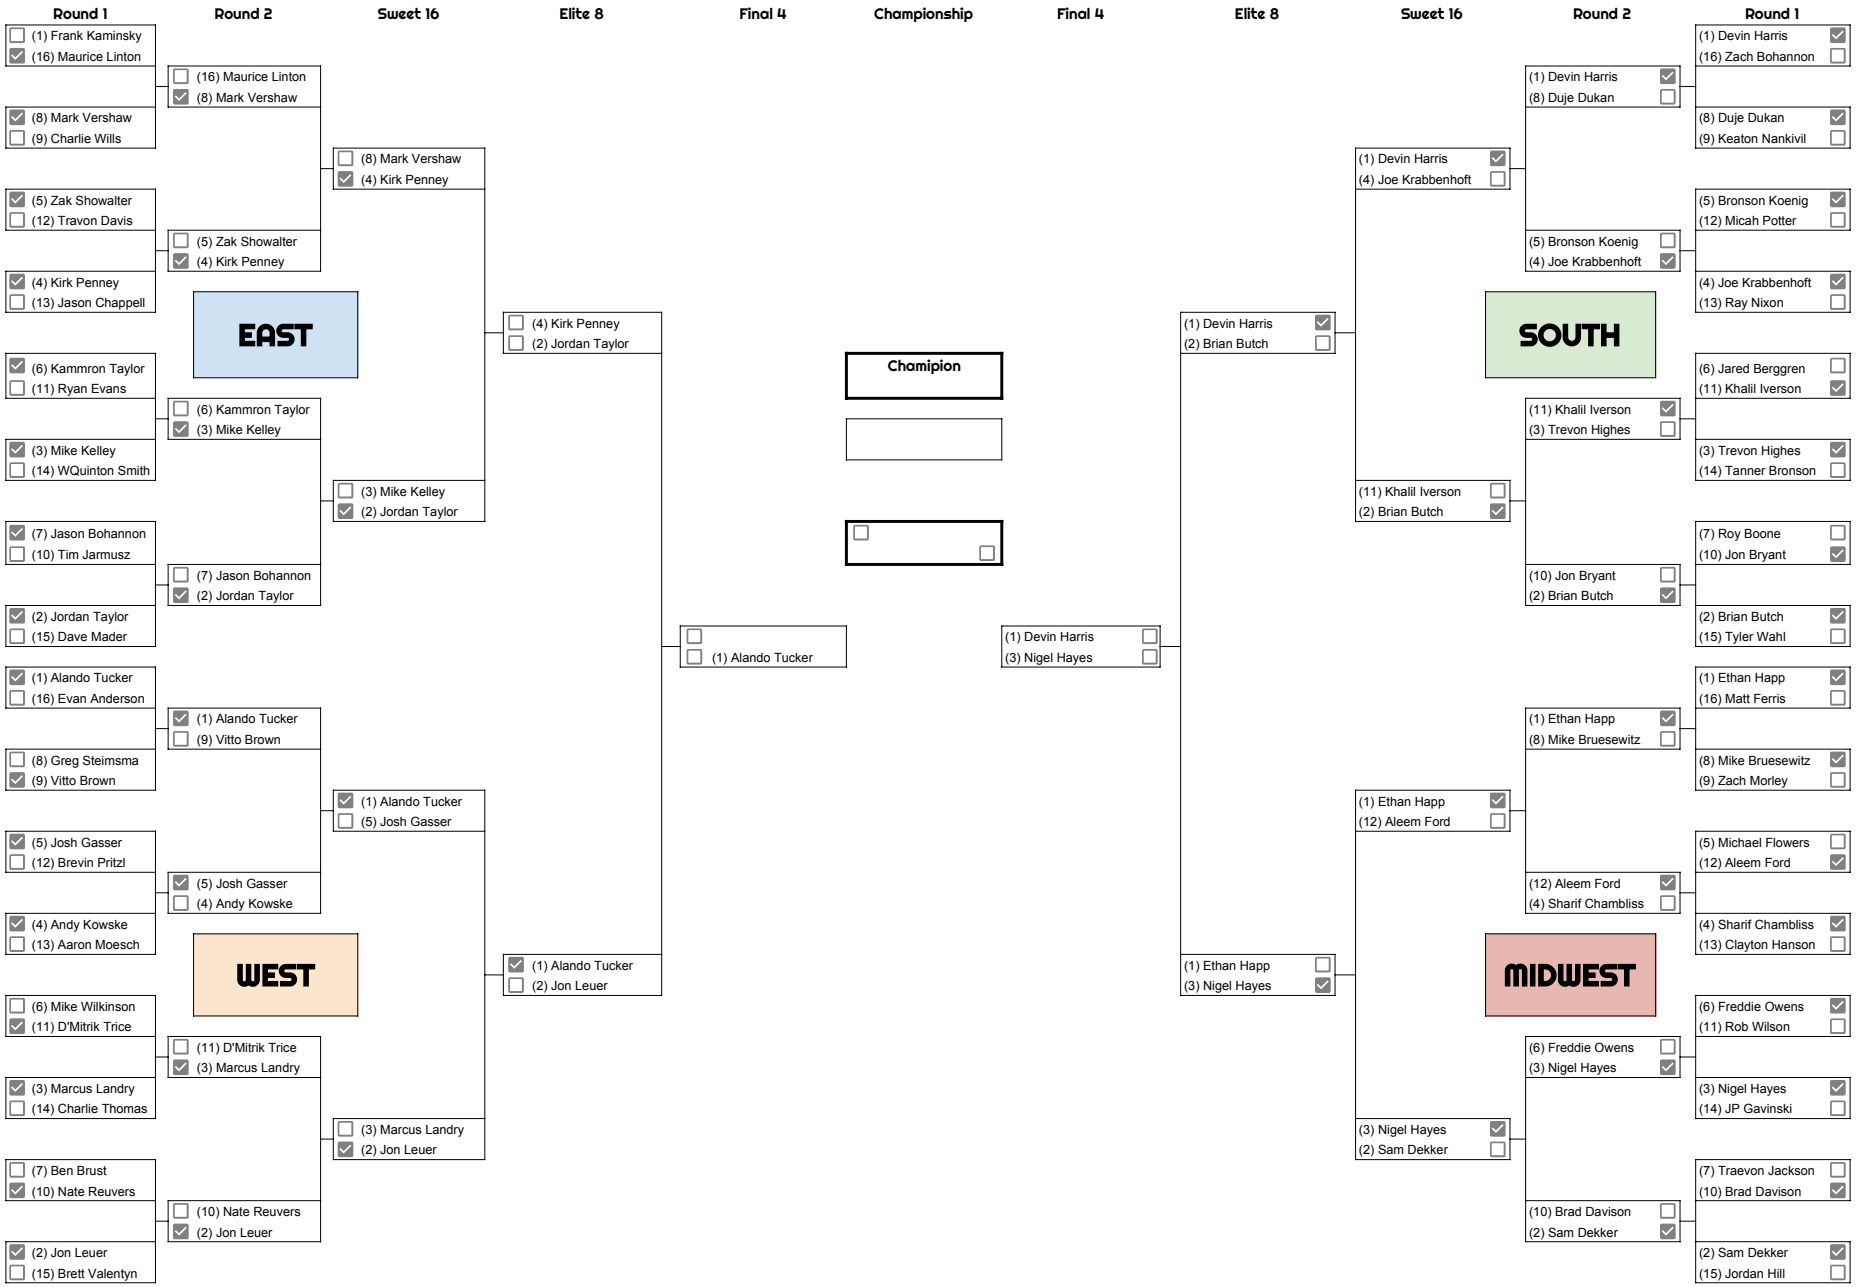 Round 1
Round 2
Sweet 16
Elite 8
Final 4
Championship
Final 4
Elite 8
Sweet 16
Round 2
Round 1
(1) Frank Kaminsky
(16) Maurice Linton
(8) Mark Vershaw
(9) Charlie Wills
(5) Zak Showalter
(12) Travon Davis
(4) Kirk Penney
(13) Jason Chappell
(6) Kammron Taylor
(11) Ryan Evans
(3) Mike Kelley
(14) WQuinton Smith
(7) Jason Bohannon
(10) Tim Jarmusz
(2) Jordan Taylor
(15) Dave Mader
(1) Alando Tucker
(16) Evan Anderson
(8) Greg Steimsma
(9) Vitto Brown
(5) Josh Gasser
(12) Brevin Pritzl
(4) Andy Kowske
(13) Aaron Moesch
(6) Mike Wilkinson
(11) D'Mitrik Trice
(3) Marcus Landry
(14) Charlie Thomas
(7) Ben Brust
(10) Nate Reuvers
(2) Jon Leuer
(15) Brett Valentyn
(16) Maurice Linton
(8) Mark Vershaw
(5) Zak Showalter
(4) Kirk Penney
EAST
(6) Kammron Taylor
(3) Mike Kelley
(7) Jason Bohannon
(2) Jordan Taylor
(1) Alando Tucker
(9) Vitto Brown
(5) Josh Gasser
(4) Andy Kowske
WEST
(11) D'Mitrik Trice
(3) Marcus Landry
(10) Nate Reuvers
(2) Jon Leuer
(8) Mark Vershaw
(4) Kirk Penney
(3) Mike Kelley
(2) Jordan Taylor
(1) Alando Tucker
(5) Josh Gasser
(3) Marcus Landry
(2) Jon Leuer
(4) Kirk Penney
(2) Jordan Taylor
(1) Alando Tucker
(2) Jon Leuer
(1) Alando Tucker
Chamipion
(1) Devin Harris
(3) Nigel Hayes
(1) Devin Harris
(2) Brian Butch
(1) Ethan Happ
(3) Nigel Hayes
(1) Devin Harris
(4) Joe Krabbenhoft
(11) Khalil Iverson
(2) Brian Butch
(1) Ethan Happ
(12) Aleem Ford
(3) Nigel Hayes
(2) Sam Dekker
(1) Devin Harris
(8) Duje Dukan
(5) Bronson Koenig
(4) Joe Krabbenhoft
SOUTH
(11) Khalil Iverson
(3) Trevon Highes
(10) Jon Bryant
(2) Brian Butch
(1) Ethan Happ
(8) Mike Bruesewitz
(12) Aleem Ford
(4) Sharif Chambliss
MIDWEST
(6) Freddie Owens
(3) Nigel Hayes
(10) Brad Davison
(2) Sam Dekker
(1) Devin Harris
(16) Zach Bohannon
(8) Duje Dukan
(9) Keaton Nankivil
(5) Bronson Koenig
(12) Micah Potter
(4) Joe Krabbenhoft
(13) Ray Nixon
(6) Jared Berggren
(11) Khalil Iverson
(3) Trevon Highes
(14) Tanner Bronson
(7) Roy Boone
(10) Jon Bryant
(2) Brian Butch
(15) Tyler Wahl
(1) Ethan Happ
(16) Matt Ferris
(8) Mike Bruesewitz
(9) Zach Morley
(5) Michael Flowers
(12) Aleem Ford
(4) Sharif Chambliss
(13) Clayton Hanson
(6) Freddie Owens
(11) Rob Wilson
(3) Nigel Hayes
(14) JP Gavinski
(7) Traevon Jackson
(10) Brad Davison
(2) Sam Dekker
(15) Jordan Hill